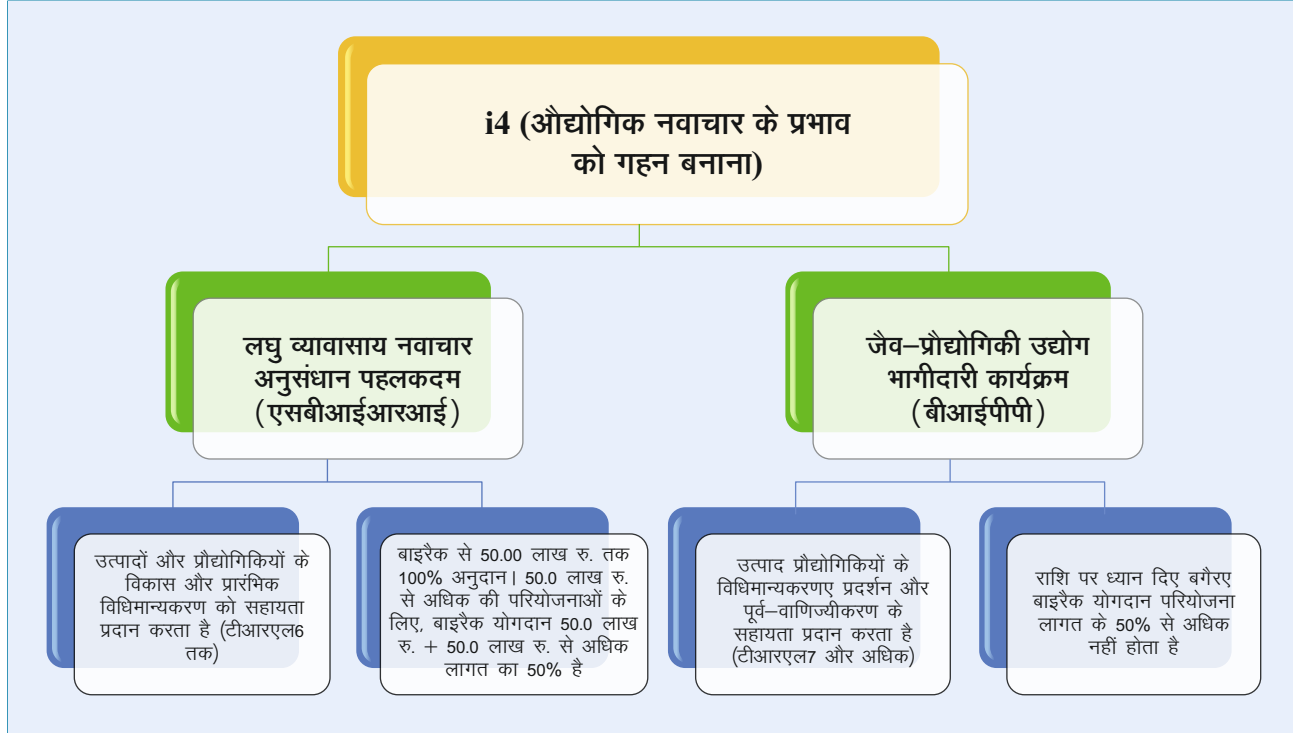 i4 (औद्योगिक नवाचार के प्रभाव
को गहन बनाना)
लघु व्यावासाय नवाचार
अनुसंधान पहलकदम
(एसबीआईआरआई)
जैव–प्रौद्योगिकी उद्योग
भागीदारी कार्यक्रम
(बीआईपीपी)
उत्पादों और प्रौद्योगिकियों के
विकास और प्रारंभिक
विधिमान्यकरण को सहायता
प्रदान करता है (टीआरएल6
तक)
बाइरैक से 50.00 लाख रु. तक
100% अनुदान। 50.0 लाख रु.
से अधिक की परियोजनाओं के
लिए, बाइरैक योगदान 50.0 लाख
रु. + 50.0 लाख रु. से अधिक
लागत का 50% है
उत्पाद प्रौद्योगिकियों के
विधिमान्यकरणए प्रदर्शन और
पूर्व–वाणिज्यीकरण के
सहायता प्रदान करता है
(टीआरएल7 और अधिक)
राशि पर ध्यान दिए बगैरए
बाइरैक योगदान परियोजना
लागत के 50% से अधिक
नहीं होता है